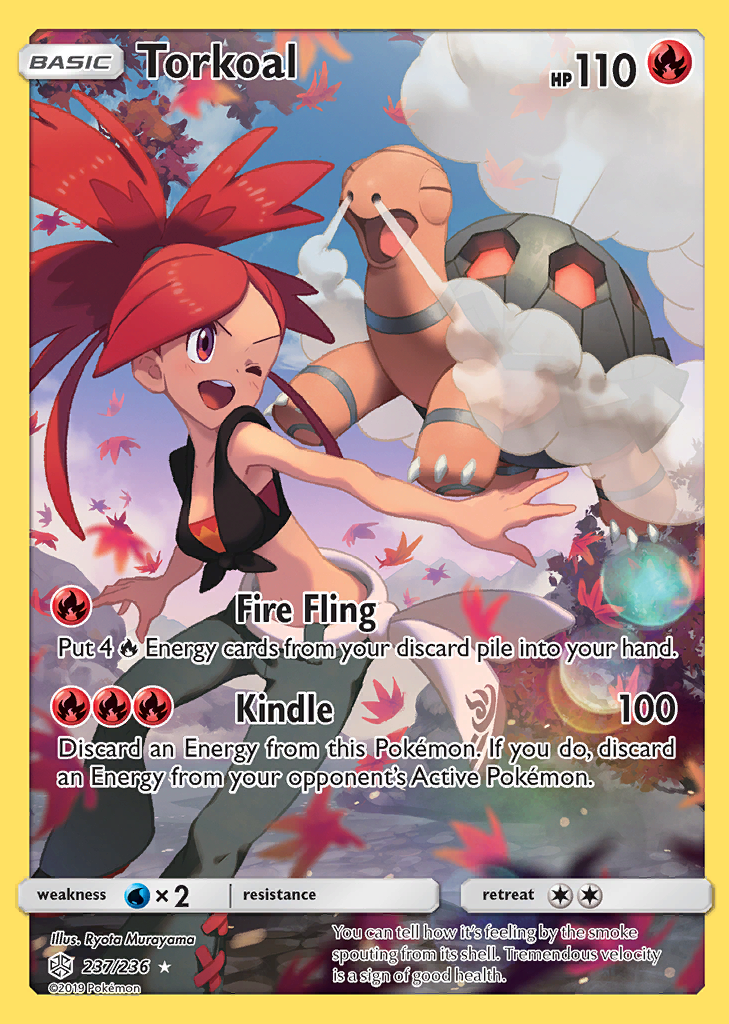 BASIC Torkoal HP 110
Fire Fling
Put 4 Energy cards from your discard pile into your hand.
Kindle 100
Discard an Energy from this Pokémon. If you do, discard
an Energy from your opponent's Active Pokémon.
weakness × 2 resistance retreat
Illus. Ryota Murayama
237/236
©2019 Pokémon
You can tell how it's feeling by the smoke
spouting from its shell. Tremendous velocity
is a sign of good health.